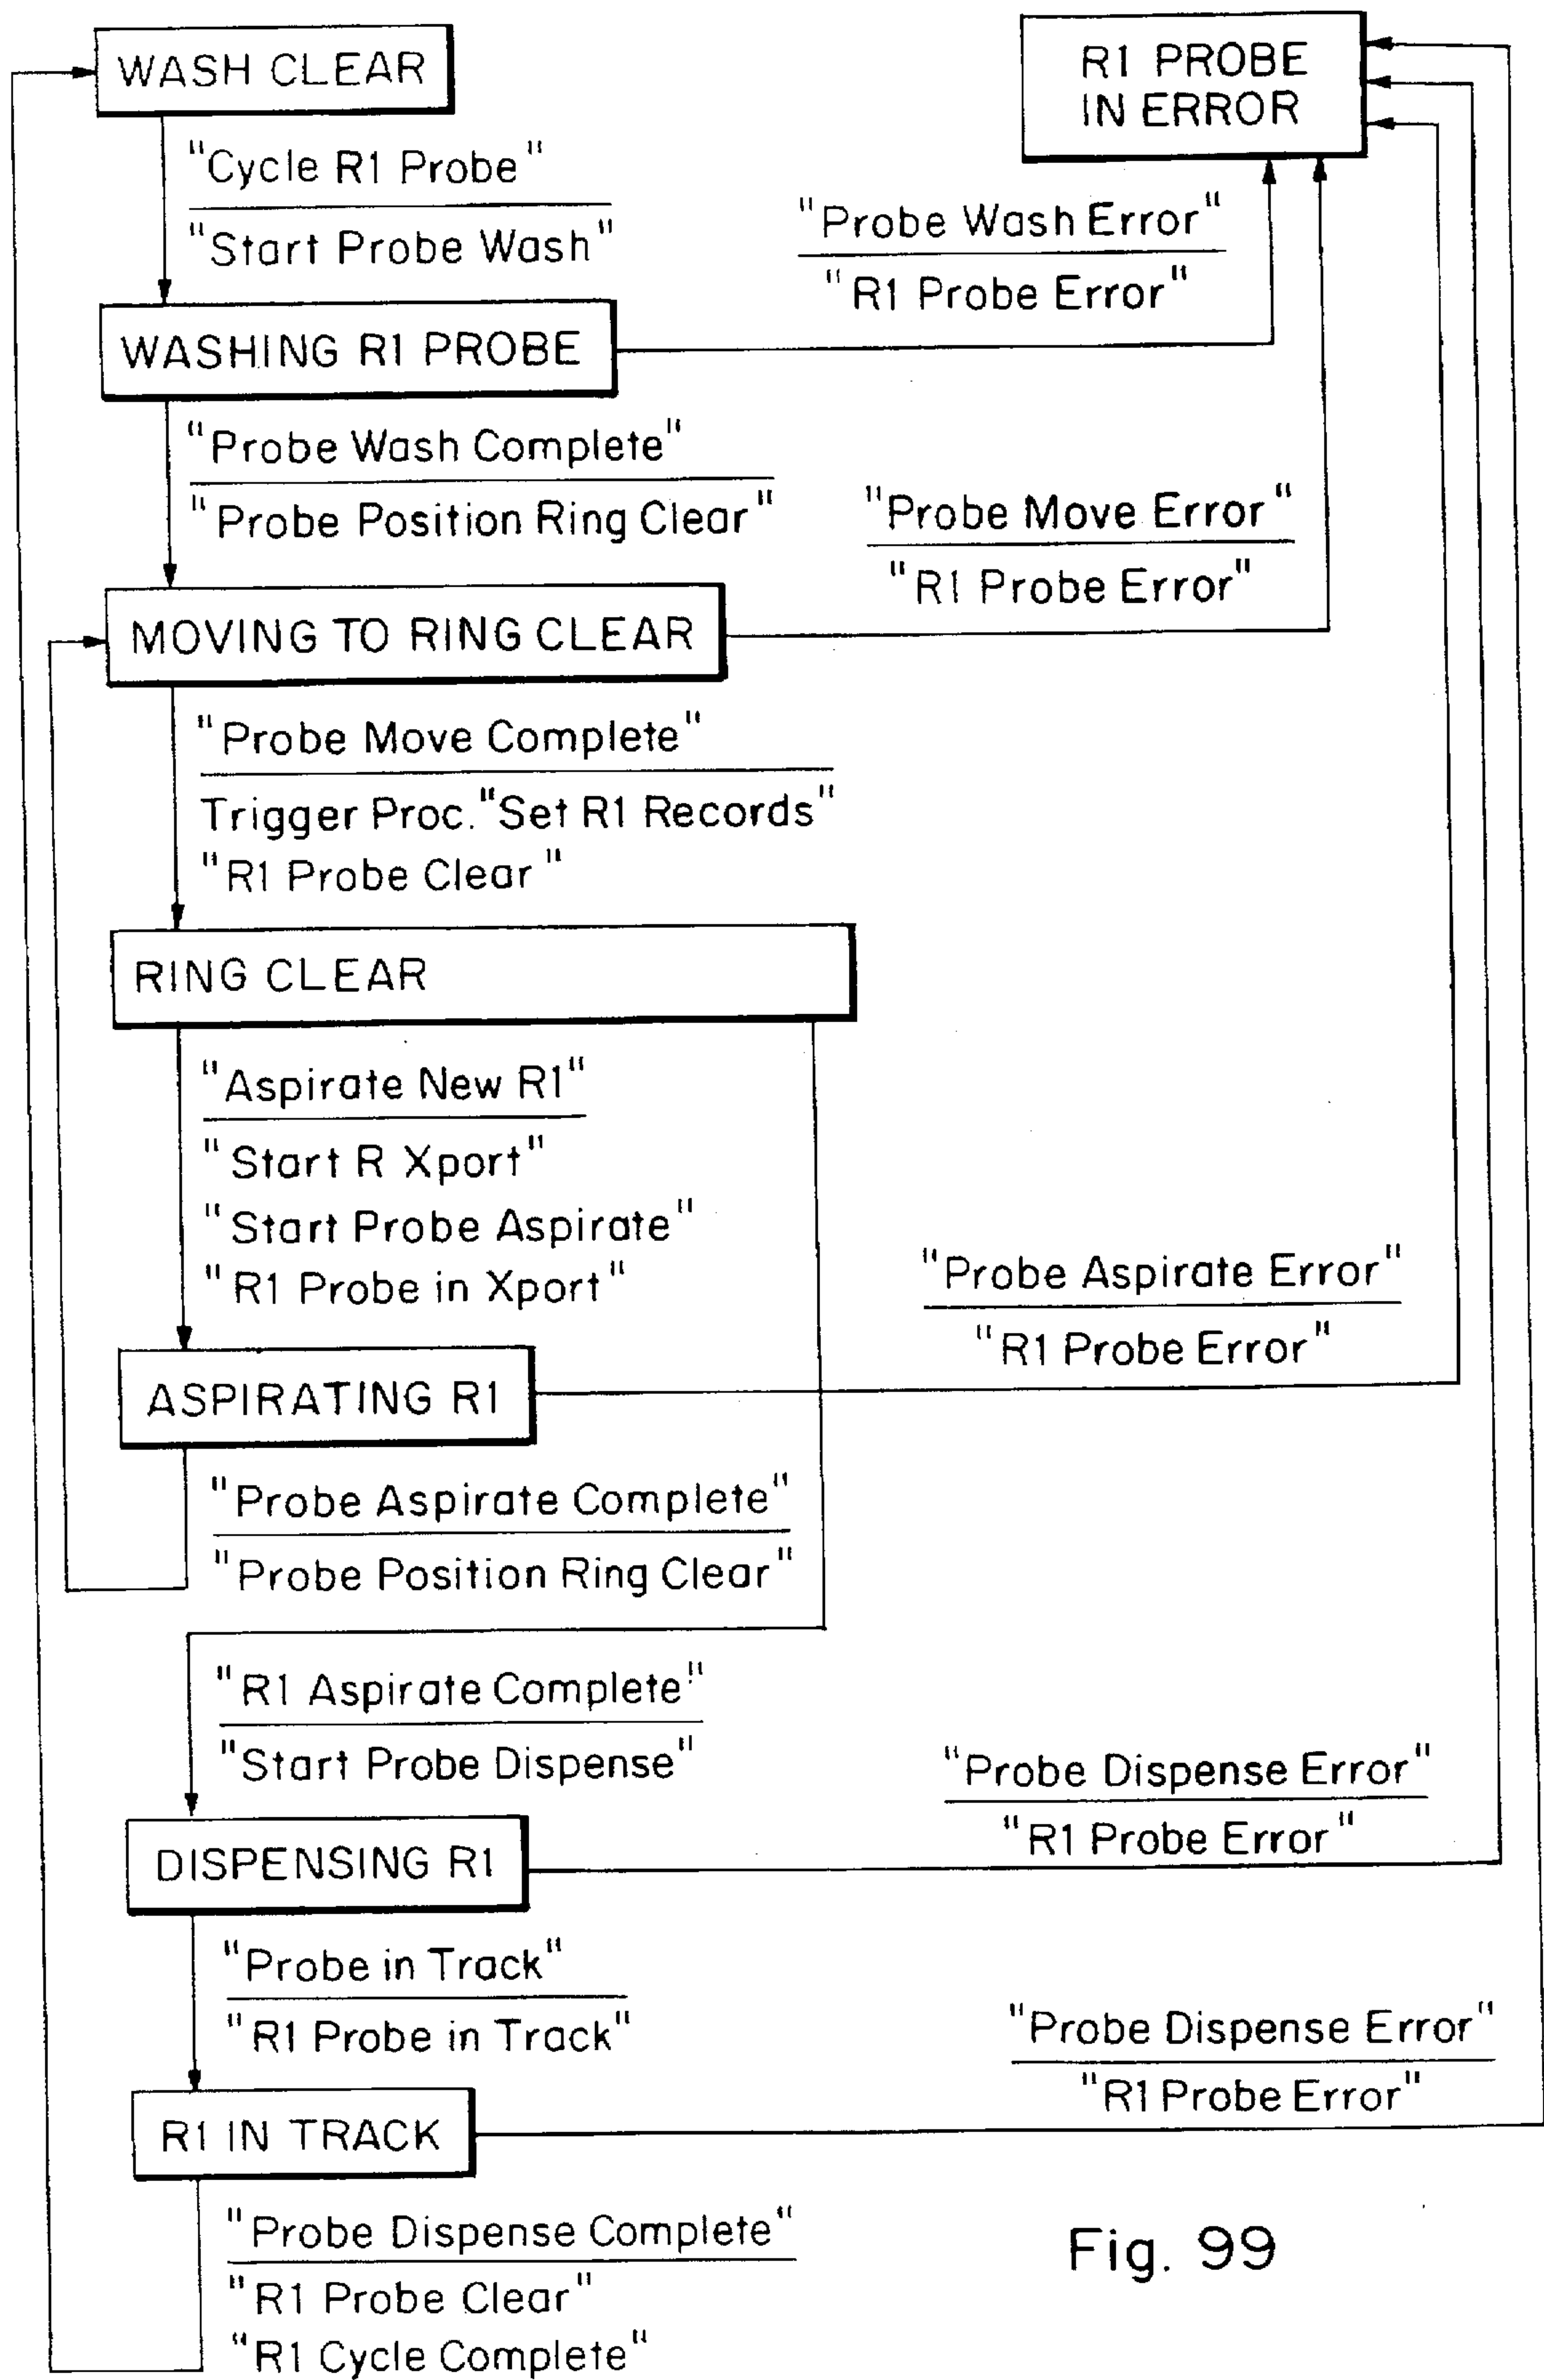 WASH CLEAR
R1 PROBE
IN ERROR
"Cycle R1 Probe"
"Start Probe Wash"
"Probe Wash Error"
"R1 Probe Error"
WASHING R1 PROBE
"Probe Wash Complete"
"Probe Position Ring Clear"
"Probe Move Error"
"R1 Probe Error"
MOVING TO RING CLEAR
"Probe Move Complete"
Trigger Proc. "Set R1 Records"
"R1 Probe Clear"
RING CLEAR
"Aspirate New R1"
"Start R Xport"
"Start Probe Aspirate"
"R1 Probe in Xport"
"Probe Aspirate Error"
"R1 Probe Error"
ASPIRATING R1
"Probe Aspirate Complete"
"Probe Position Ring Clear"
"R1 Aspirate Complete"
"Start Probe Dispense"
"Probe Dispense Error"
"R1 Probe Error"
DISPENSING R1
"Probe in Track"
"R1 Probe in Track"
"Probe Dispense Error"
"R1 Probe Error"
R1 IN TRACK
"Probe Dispense Complete"
"R1 Probe Clear"
"R1 Cycle Complete"
Fig. 99